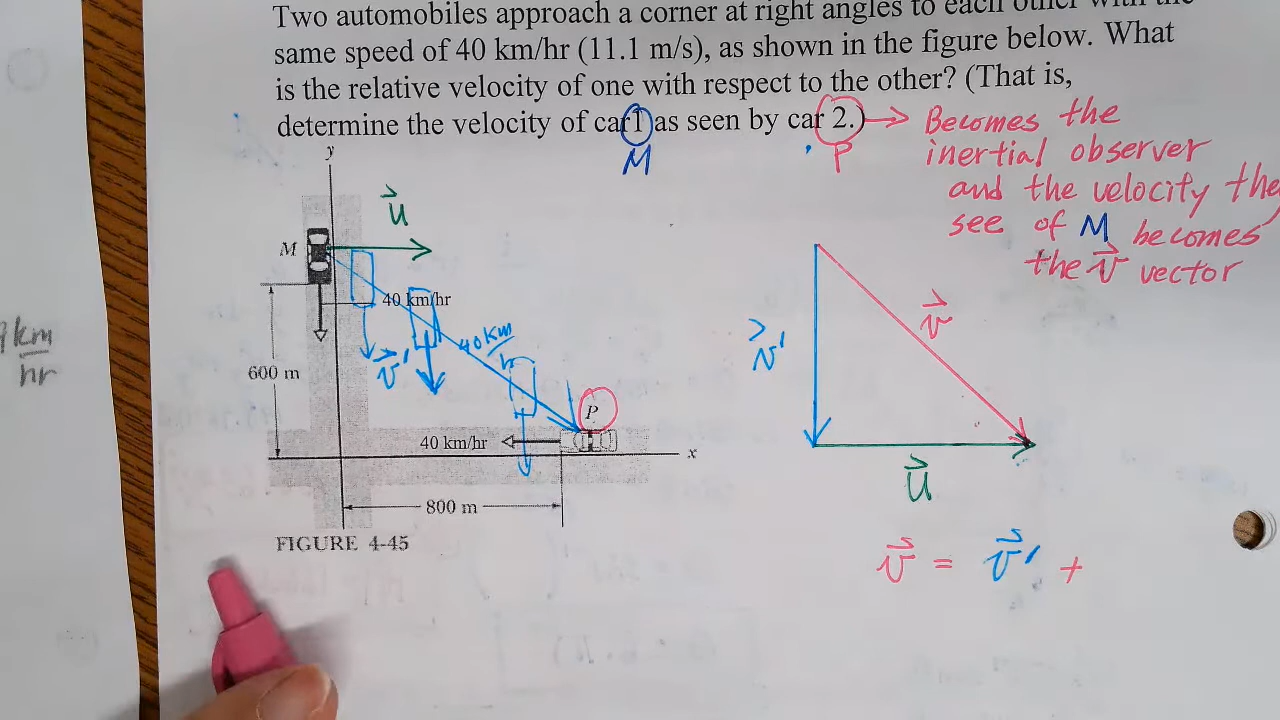 Two automobiles approach a corner at right angles to each other with the
same speed of 40 km/hr (11.1 m/s), as shown in the figure below. What
is the relative velocity of one with respect to the other? (That is,
determine the velocity of car 1 as seen by car 2.) → Becomes the
M
P
inertial observer
and the velocity they
see of M becomes
the v⃗ vector
y
u⃗
M
40 km/hr
40 km/h
v⃗'
600 m
P
40 km/hr
x
800 m
FIGURE 4-45
v⃗'
v⃗
u⃗
v⃗ = v⃗' +
km/hr